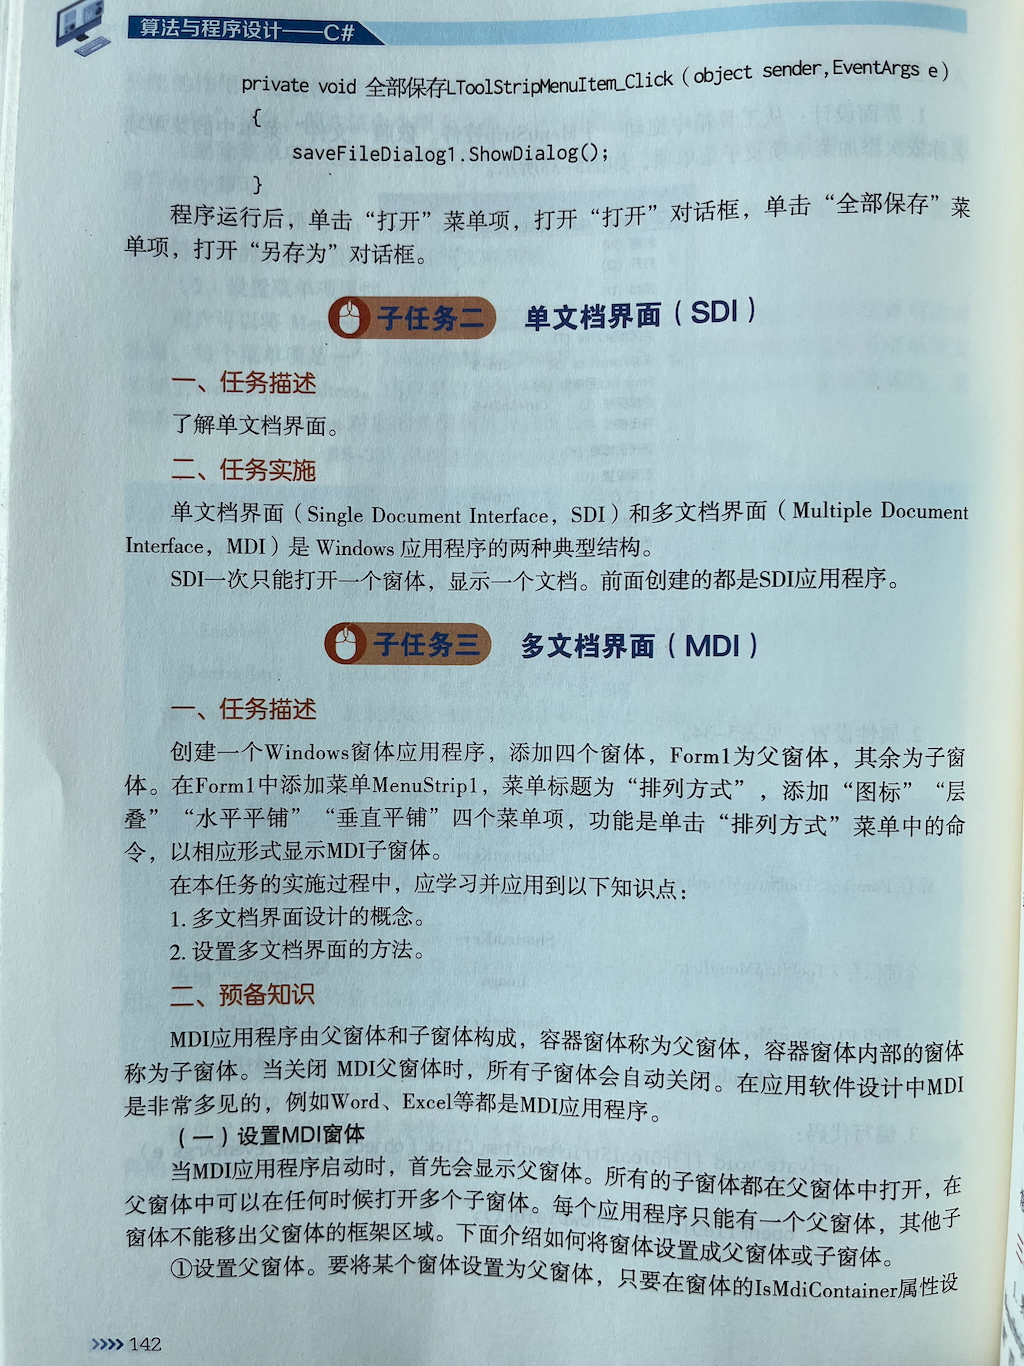 算法与程序设计——C#
private void 全部保存LToolStripMenuItem_Click（object sender,EventArgs e）
{
saveFileDialog1.ShowDialog();
}
程序运行后，单击“打开”菜单项，打开“打开”对话框，单击“全部保存”菜
单项，打开“另存为”对话框。
子任务二 单文档界面（SDI）
一、任务描述
了解单文档界面。
二、任务实施
单文档界面（Single Document Interface，SDI）和多文档界面（Multiple Document
Interface，MDI）是 Windows 应用程序的两种典型结构。
SDI一次只能打开一个窗体，显示一个文档。前面创建的都是SDI应用程序。
子任务三 多文档界面（MDI）
一、任务描述
创建一个Windows窗体应用程序，添加四个窗体，Form1为父窗体，其余为子窗
体。在Form1中添加菜单MenuStrip1，菜单标题为“排列方式”，添加“图标”“层
叠”“水平平铺”“垂直平铺”四个菜单项，功能是单击“排列方式”菜单中的命
令，以相应形式显示MDI子窗体。
在本任务的实施过程中，应学习并应用到以下知识点：
1. 多文档界面设计的概念。
2. 设置多文档界面的方法。
二、预备知识
MDI应用程序由父窗体和子窗体构成，容器窗体称为父窗体，容器窗体内部的窗体
称为子窗体。当关闭 MDI父窗体时，所有子窗体会自动关闭。在应用软件设计中MDI
是非常多见的，例如Word、Excel等都是MDI应用程序。
（一）设置MDI窗体
当MDI应用程序启动时，首先会显示父窗体。所有的子窗体都在父窗体中打开，在
父窗体中可以在任何时候打开多个子窗体。每个应用程序只能有一个父窗体，其他子
窗体不能移出父窗体的框架区域。下面介绍如何将窗体设置成父窗体或子窗体。
①设置父窗体。要将某个窗体设置为父窗体，只要在窗体的IsMdiContainer属性设
142